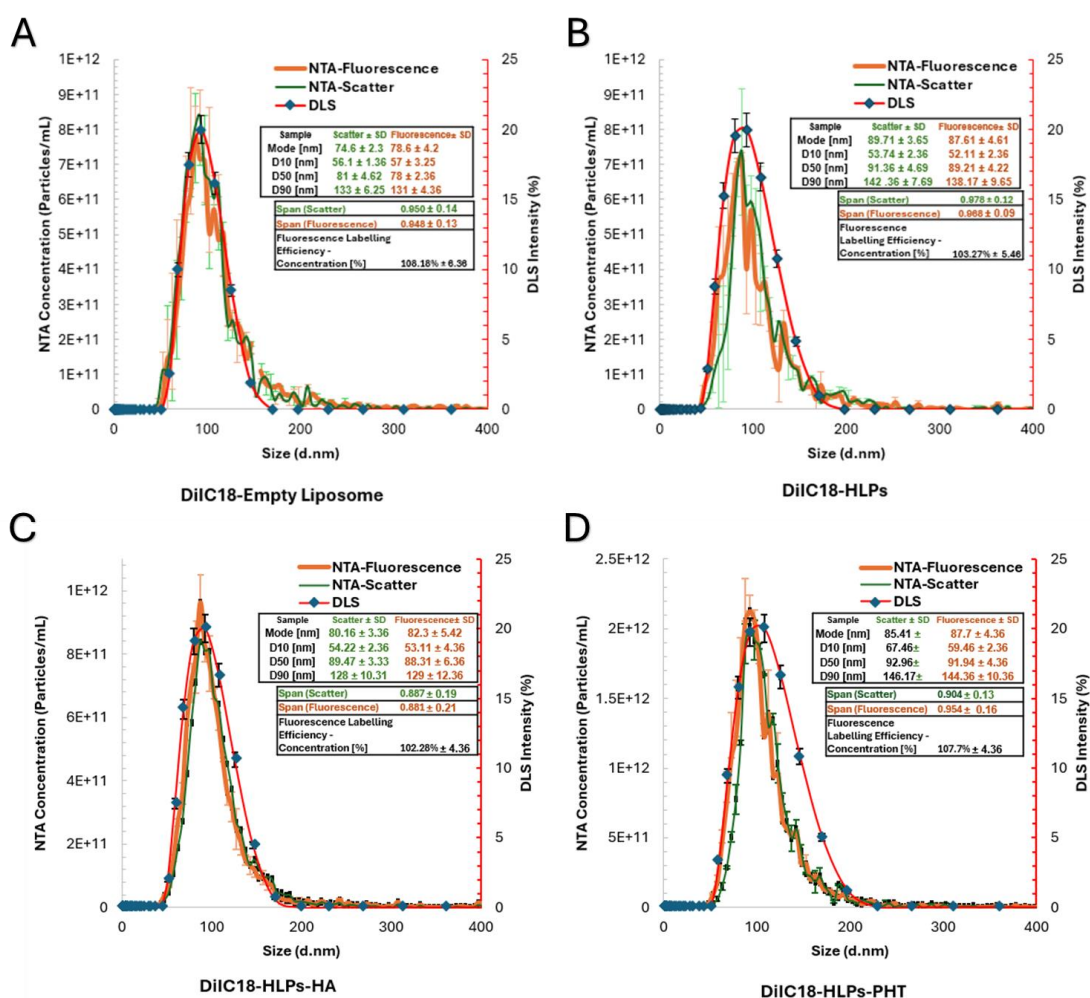 A
1E+12
9E+11
8E+11
7E+11
6E+11
5E+11
4E+11
3E+11
2E+11
1E+11
0
NTA Concentration (Particles/mL)
25
20
15
10
5
0
DLS Intensity (%)
NTA-Fluorescence
NTA-Scatter
DLS
Sample Scatter ± SD Fluorescence± SD
Mode [nm] 74.6 ± 2.3 78.6 ± 4.2
D10 [nm] 56.1 ± 1.36 57 ± 3.25
D50 [nm] 81 ± 4.62 78 ± 2.36
D90 [nm] 133 ± 6.25 131 ± 4.36
Span (Scatter) 0.950 ± 0.14
Span (Fluorescence) 0.948 ± 0.13
Fluorescence Labelling
Efficiency -
Concentration [%] 108.18% ± 6.36
0 100 200 300 400
Size (d.nm)
DiIC18-Empty Liposome
B
1E+12
9E+11
8E+11
7E+11
6E+11
5E+11
4E+11
3E+11
2E+11
1E+11
0
NTA Concentration (Particles/mL)
25
20
15
10
5
0
DLS Intensity (%)
NTA-Fluorescence
NTA-Scatter
DLS
Sample Scatter ± SD Fluorescence± SD
Mode [nm] 89.71 ± 3.65 87.61 ± 4.61
D10 [nm] 53.74 ± 2.36 52.11 ± 2.36
D50 [nm] 91.36 ± 4.69 89.21 ± 4.22
D90 [nm] 142 .36 ± 7.69 138.17 ± 9.65
Span (Scatter) 0.978 ± 0.12
Span (Fluorescence) 0.968 ± 0.09
Fluorescence
Labelling Efficiency -
Concentration [%] 103.27% ± 5.46
0 100 200 300 400
Size (d.nm)
DiIC18-HLPs
C
1E+12
8E+11
6E+11
4E+11
2E+11
0
NTA Concentration (Particles/mL)
25
20
15
10
5
0
DLS Intensity (%)
NTA-Fluorescence
NTA-Scatter
DLS
Sample Scatter ± SD Fluorescence± SD
Mode [nm] 80.16 ± 3.36 82.3 ± 5.42
D10 [nm] 54.22 ± 2.36 53.11 ± 4.36
D50 [nm] 89.47 ± 3.33 88.31 ± 6.36
D90 [nm] 128 ± 10.31 129 ± 12.36
Span (Scatter) 0.887 ± 0.19
Span (Fluorescence) 0.881 ± 0.21
Fluorescence Labelling
Efficiency -
Concentration [%] 102.28% ± 4.36
0 100 200 300 400
Size (d.nm)
DiIC18-HLPs-HA
D
2.5E+12
2E+12
1.5E+12
1E+12
5E+11
0
NTA Concentration (Particles/mL)
25
20
15
10
5
0
DLS Intensity (%)
NTA-Fluorescence
NTA-Scatter
DLS
Sample Scatter ± SD Fluorescence ± SD
Mode [nm] 85.41 ± 87.7 ± 4.36
D10 [nm] 67.46± 59.46 ± 2.36
D50 [nm] 92.96± 91.94 ± 4.36
D90 [nm] 146.17± 144.36 ± 10.36
Span (Scatter) 0.904 ± 0.13
Span (Fluorescence) 0.954 ± 0.16
Fluorescence
Labelling Efficiency -
Concentration [%] 107.7% ± 4.36
0 100 200 300 400
Size (d.nm)
DiIC18-HLPs-PHT